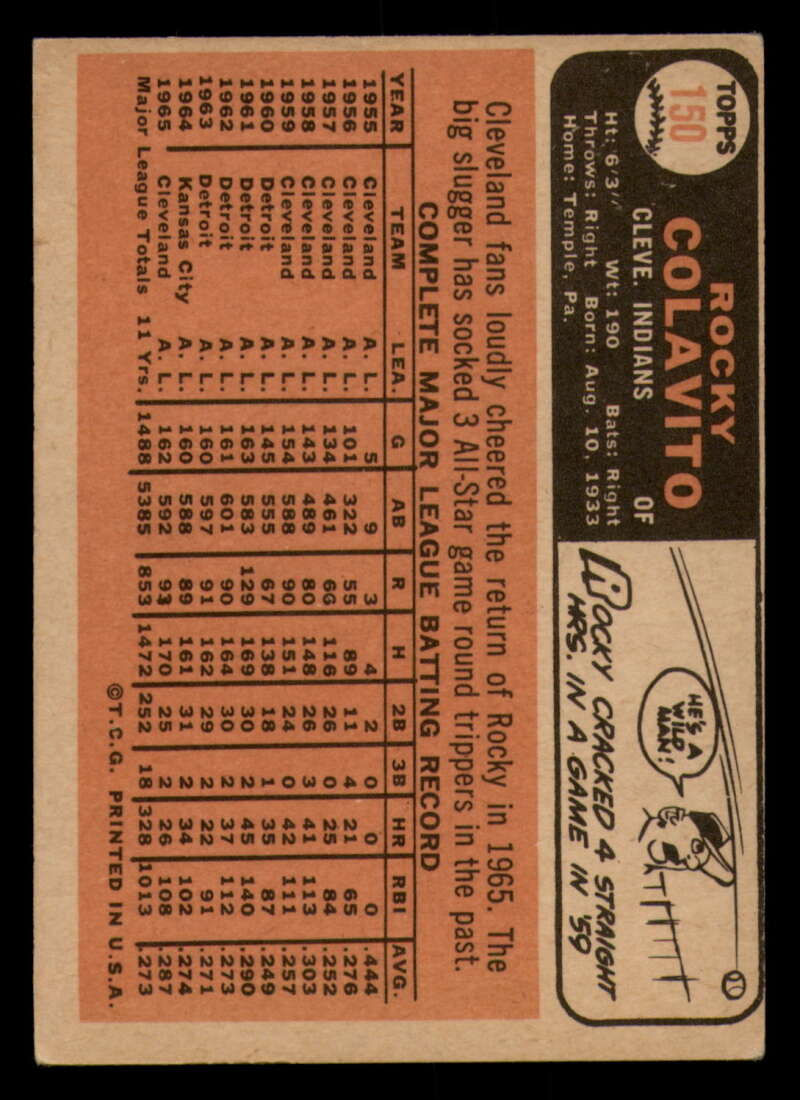 TOPPS
150
ROCKY
COLAVITO
CLEVE. INDIANS OF
Ht: 6'3" Wt: 190 Bats: Right
Throws: Right Born: Aug. 10, 1933
Home: Temple, Pa.
HE'S A
WILD
MAN!
ROCKY CRACKED 4 STRAIGHT
HRS. IN A GAME IN '59
Cleveland fans loudly cheered the return of Rocky in 1965. The
big slugger has socked 3 All-Star game round trippers in the past.
COMPLETE MAJOR LEAGUE BATTING RECORD
YEAR TEAM LEA. G AB R H 2B 3B HR RBI AVG.
1955 Cleveland A. L. 5 9 3 4 2 0 0 0 .444
1956 Cleveland A. L. 101 322 55 89 11 4 21 65 .276
1957 Cleveland A. L. 134 461 66 116 26 0 25 84 .252
1958 Cleveland A. L. 143 489 80 148 26 3 41 113 .303
1959 Cleveland A. L. 154 588 90 151 24 0 42 111 .257
1960 Detroit A. L. 145 555 67 138 18 1 35 87 .249
1961 Detroit A. L. 163 583 129 169 30 2 45 140 .290
1962 Detroit A. L. 161 601 90 164 30 2 37 112 .273
1963 Detroit A. L. 160 597 91 162 29 2 22 91 .271
1964 Kansas City A. L. 160 588 89 161 31 2 34 102 .274
1965 Cleveland A. L. 162 592 93 170 25 2 26 108 .287
Major League Totals 11 Yrs. 1488 5385 853 1472 252 18 328 1013 .273
©T.C.G. PRINTED IN U.S.A.